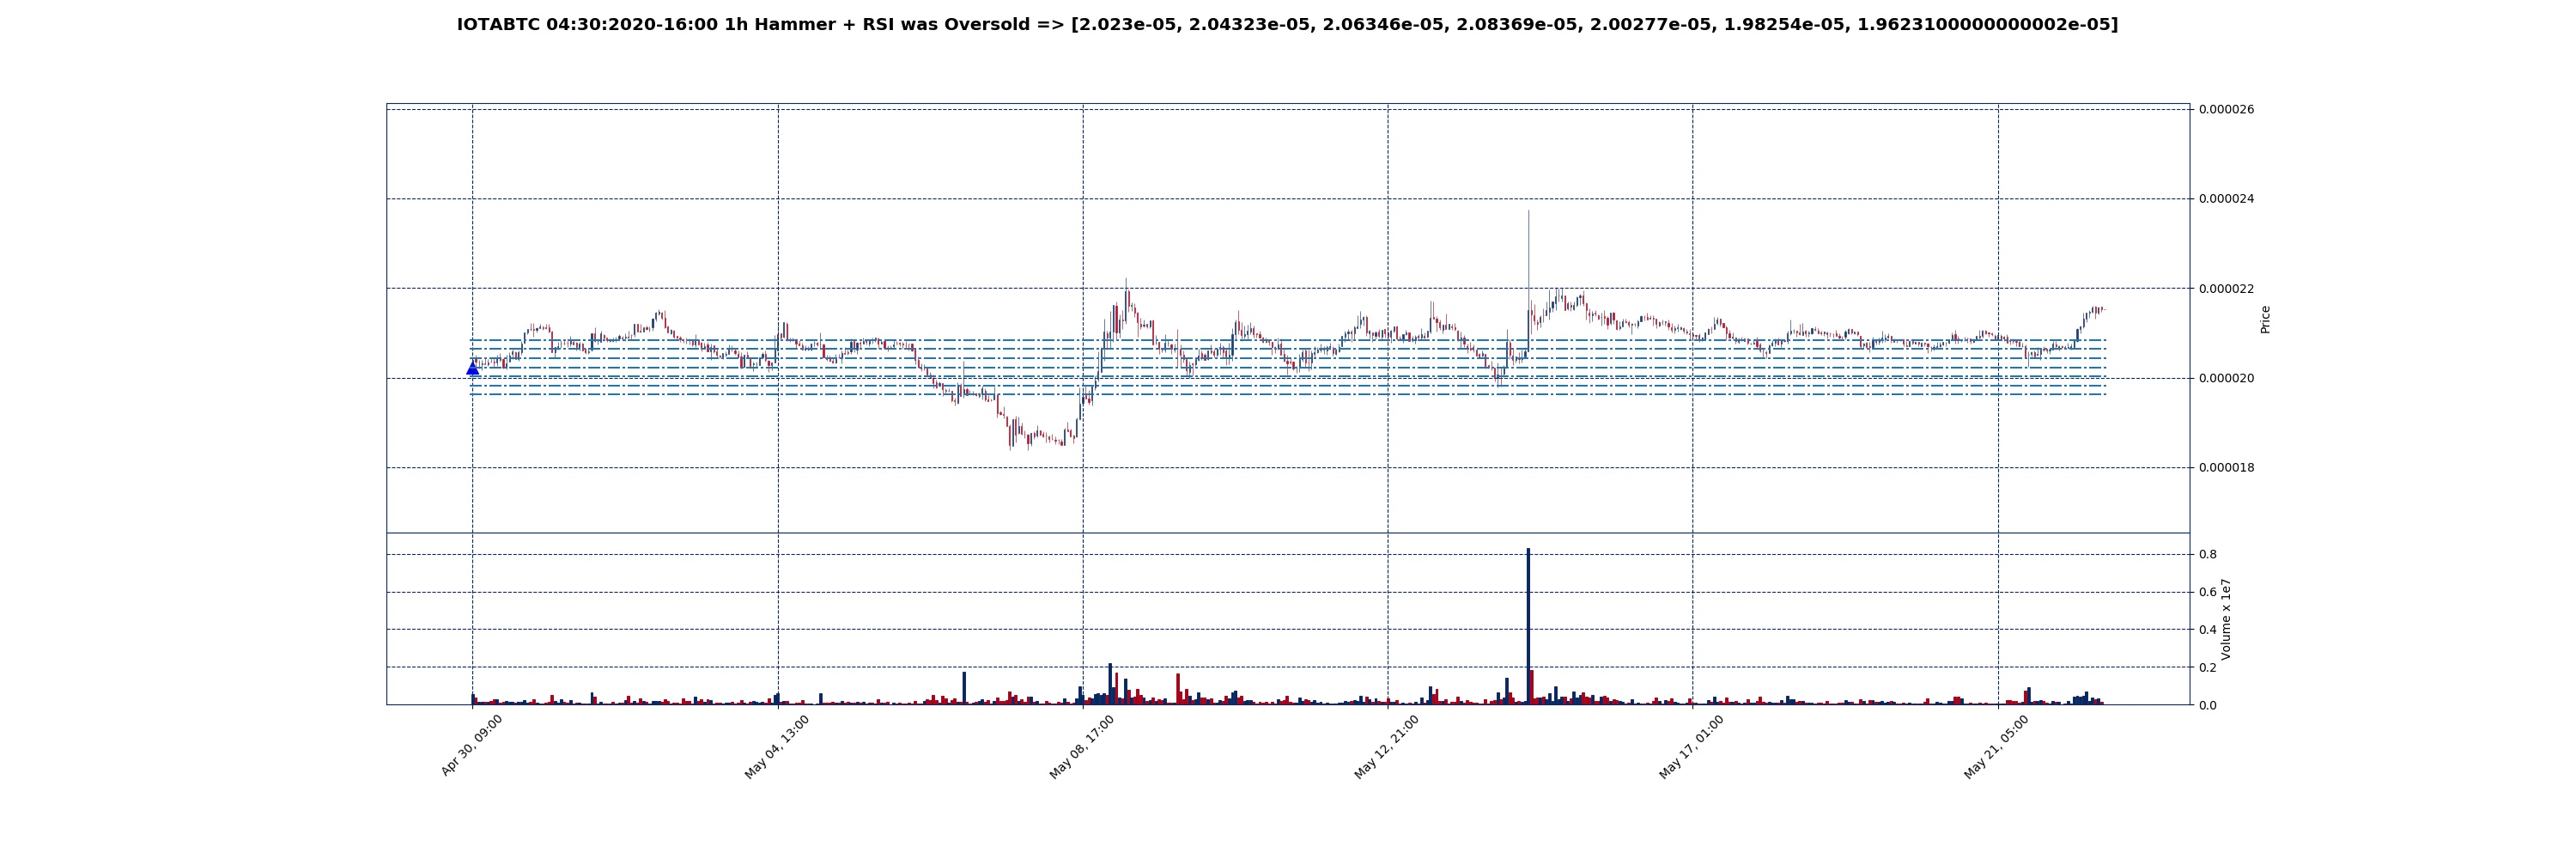 IOTABTC 04:30:2020-16:00 1h Hammer + RSI was Oversold => [2.023e-05, 2.04323e-05, 2.06346e-05, 2.08369e-05, 2.00277e-05, 1.98254e-05, 1.9623100000000002e-05]
0.000026
0.000024
0.000022
0.000020
0.000018
Price
0.8
0.6
0.4
0.2
0.0
Volume x 1e7
Apr 30, 09:00
May 04, 13:00
May 08, 17:00
May 12, 21:00
May 17, 01:00
May 21, 05:00